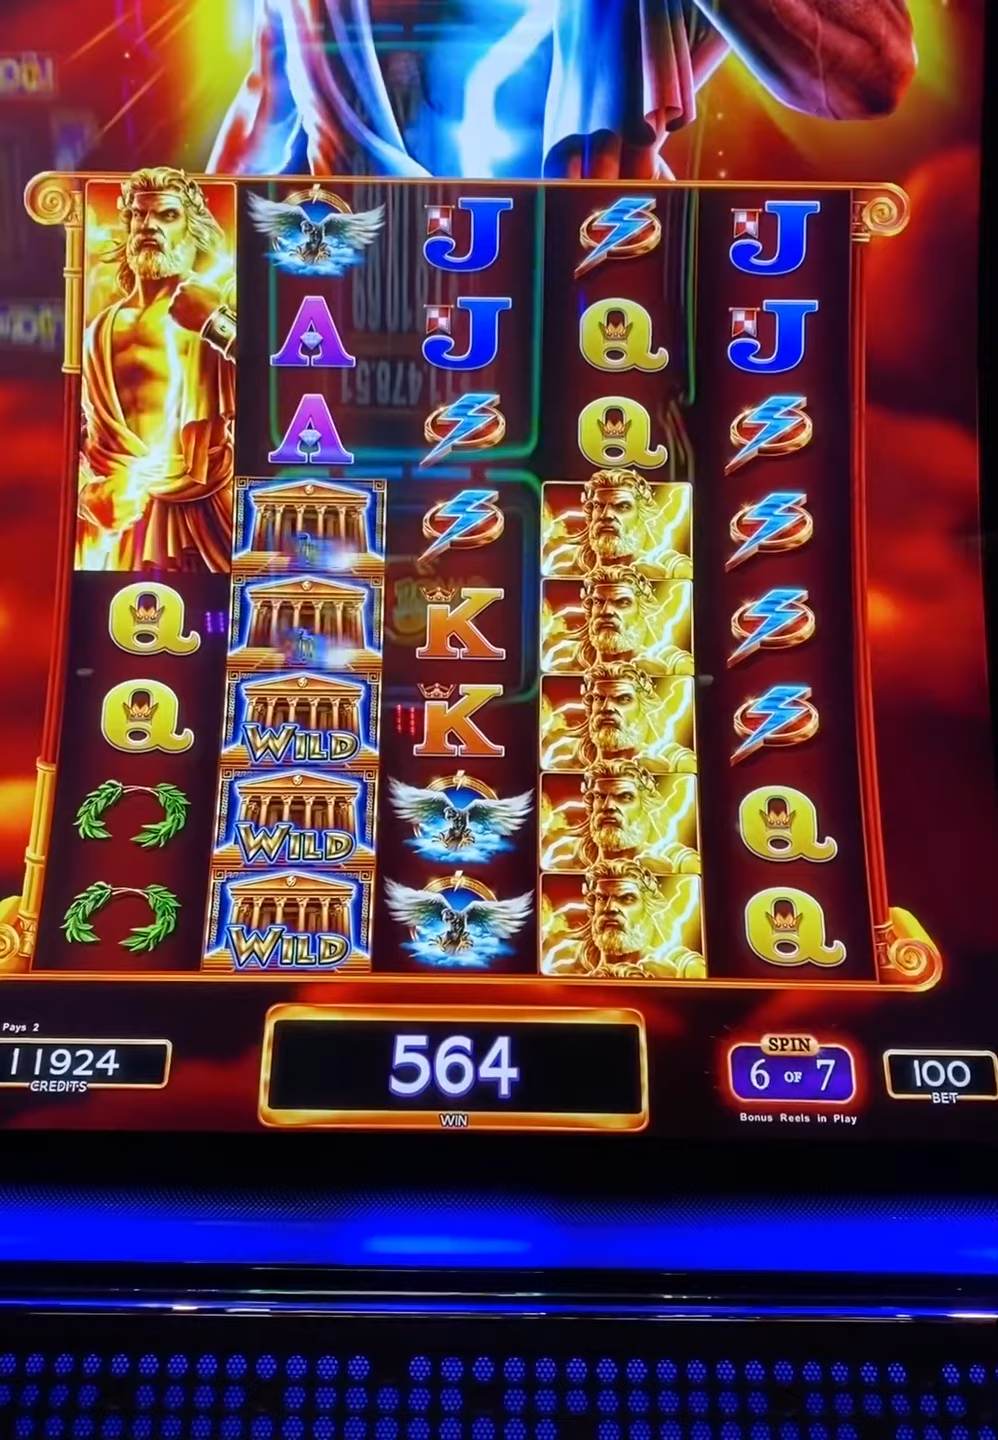 J
J
A
J
Q
J
A
Q
Q
K
Q
K
WILD
WILD
Q
WILD
Q
Pays 2
11924
CREDITS
564
WIN
SPIN
6 OF 7
Bonus Reels in Play
100
BET